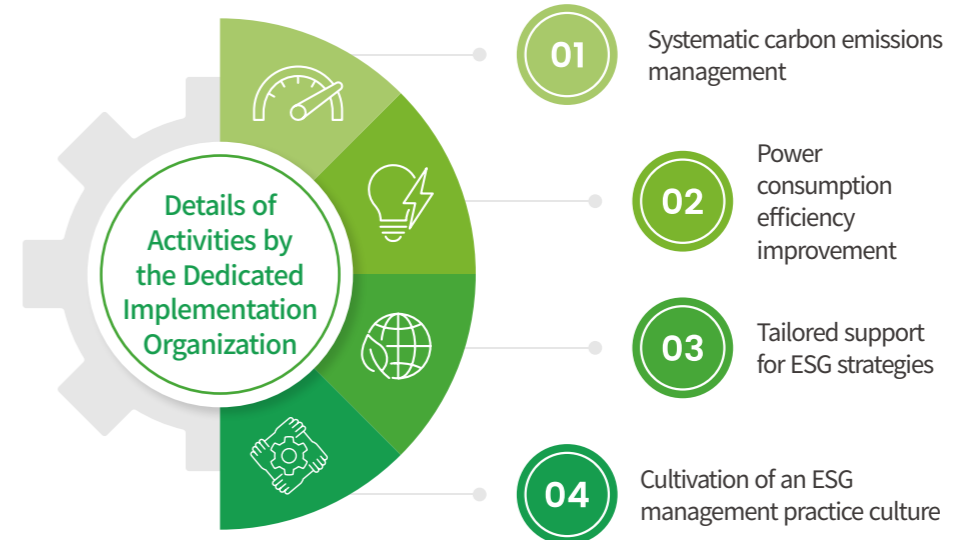 Details of
Activities by
the Dedicated
Implementation
Organization
01
Systematic carbon emissions
management
02
Power
consumption
efficiency
improvement
03
Tailored support
for ESG strategies
04
Cultivation of an ESG
management practice culture